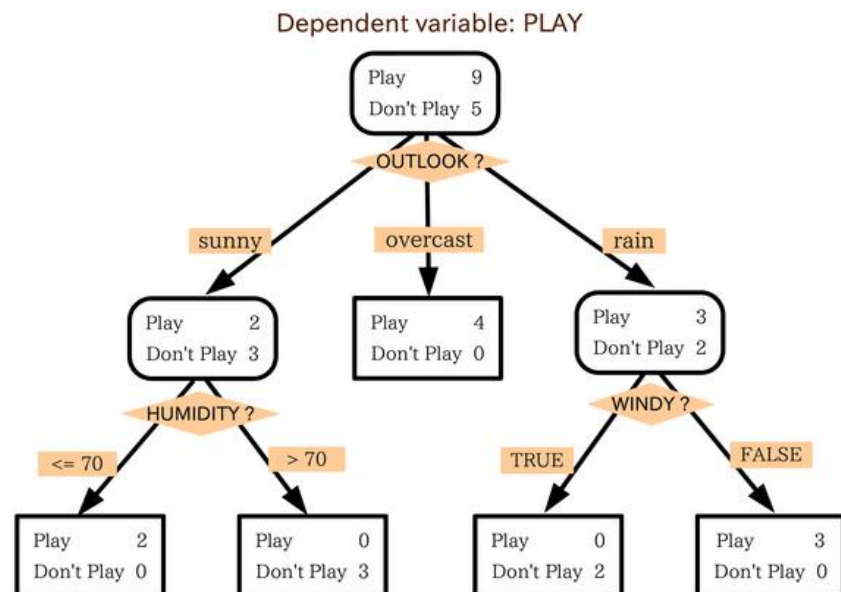 Dependent variable: PLAY
Play 9
Don't Play 5
OUTLOOK ?
sunny
overcast
rain
Play 2
Don't Play 3
Play 4
Don't Play 0
Play 3
Don't Play 2
HUMIDITY ?
WINDY ?
<= 70
> 70
TRUE
FALSE
Play 2
Don't Play 0
Play 0
Don't Play 3
Play 0
Don't Play 2
Play 3
Don't Play 0